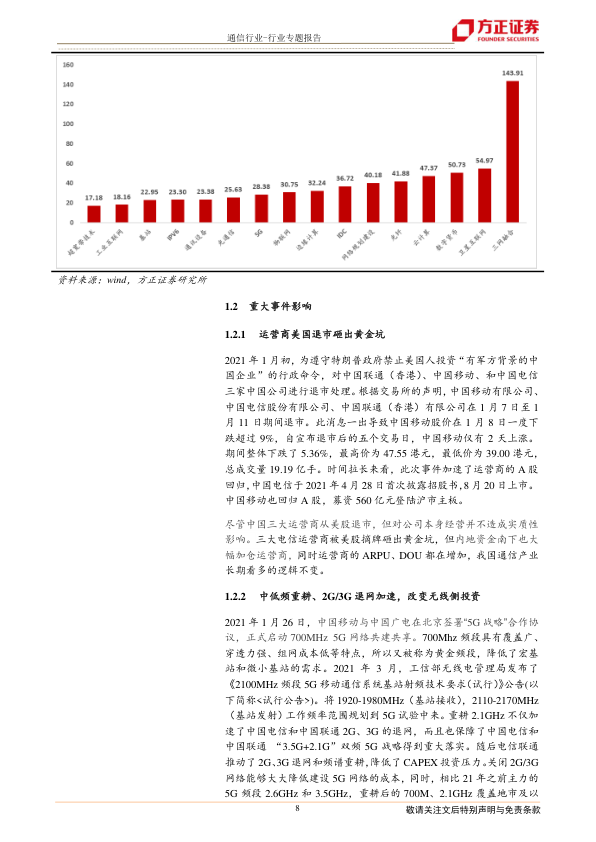 通信行业-行业专题报告
方正证券
FOUNDER SECURITIES
160
140
120
100
80
60
40
20
0
17.18
18.16
22.95
23.30
23.38
25.63
28.38
30.75
32.24
36.72
40.18
41.88
47.37
50.73
54.97
143.91
超宽带技术
工业互联网
基站
IPV6
通讯设备
光通信
5G
物联网
边缘计算
IDC
网络规划建设
光纤
云计算
数字货币
卫星互联网
三网融合
资料来源：wind，方正证券研究所
1.2 重大事件影响
1.2.1 运营商美国退市砸出黄金坑
2021 年 1 月初，为遵守特朗普政府禁止美国人投资“有军方背景的中
国企业”的行政命令，对中国联通（香港）、中国移动、和中国电信
三家中国公司进行退市处理。根据交易所的声明，中国移动有限公司、
中国电信股份有限公司、中国联通（香港）有限公司在 1 月 7 日至 1
月 11 日期间退市。此消息一出导致中国移动股价在 1 月 8 日一度下
跌超过 9%，自宣布退市后的五个交易日，中国移动仅有 2 天上涨。
期间整体下跌了 5.36%，最高价为 47.55 港元，最低价为 39.00 港元，
总成交量 19.19 亿手。时间拉长来看，此次事件加速了运营商的 A 股
回归，中国电信于 2021 年 4 月 28 日首次披露招股书，8 月 20 日上市。
中国移动也回归 A 股，募资 560 亿元登陆沪市主板。
尽管中国三大运营商从美股退市，但对公司本身经营并不造成实质性
影响。三大电信运营商被美股摘牌砸出黄金坑，但内地资金南下也大
幅加仓运营商，同时运营商的 ARPU、DOU 都在增加，我国通信产业
长期看多的逻辑不变。
1.2.2 中低频重耕、2G/3G 退网加速，改变无线侧投资
2021 年 1 月 26 日，中国移动与中国广电在北京签署“5G 战略”合作协
议，正式启动 700MHz 5G 网络共建共享。700Mhz 频段具有覆盖广、
穿透力强、组网成本低等特点，所以又被称为黄金频段，降低了宏基
站和微小基站的需求。2021 年 3 月，工信部无线电管理局发布了
《2100MHz 频段 5G 移动通信系统基站射频技术要求（试行）》公告(以
下简称<试行公告>)。将 1920-1980MHz（基站接收），2110-2170MHz
（基站发射）工作频率范围规划到 5G 试验中来。重耕 2.1GHz 不仅加
速了中国电信和中国联通 2G、3G 的退网，而且也保障了中国电信和
中国联通 “3.5G+2.1G”双频 5G 战略得到重大落实。随后电信联通
推动了 2G、3G 退网和频谱重耕，降低了 CAPEX 投资压力。关闭 2G/3G
网络能够大大降低建设 5G 网络的成本，同时，相比 21 年之前主力的
5G 频段 2.6GHz 和 3.5GHz，重耕后的 700M、2.1GHz 覆盖地市及以
8
敬请关注文后特别声明与免责条款